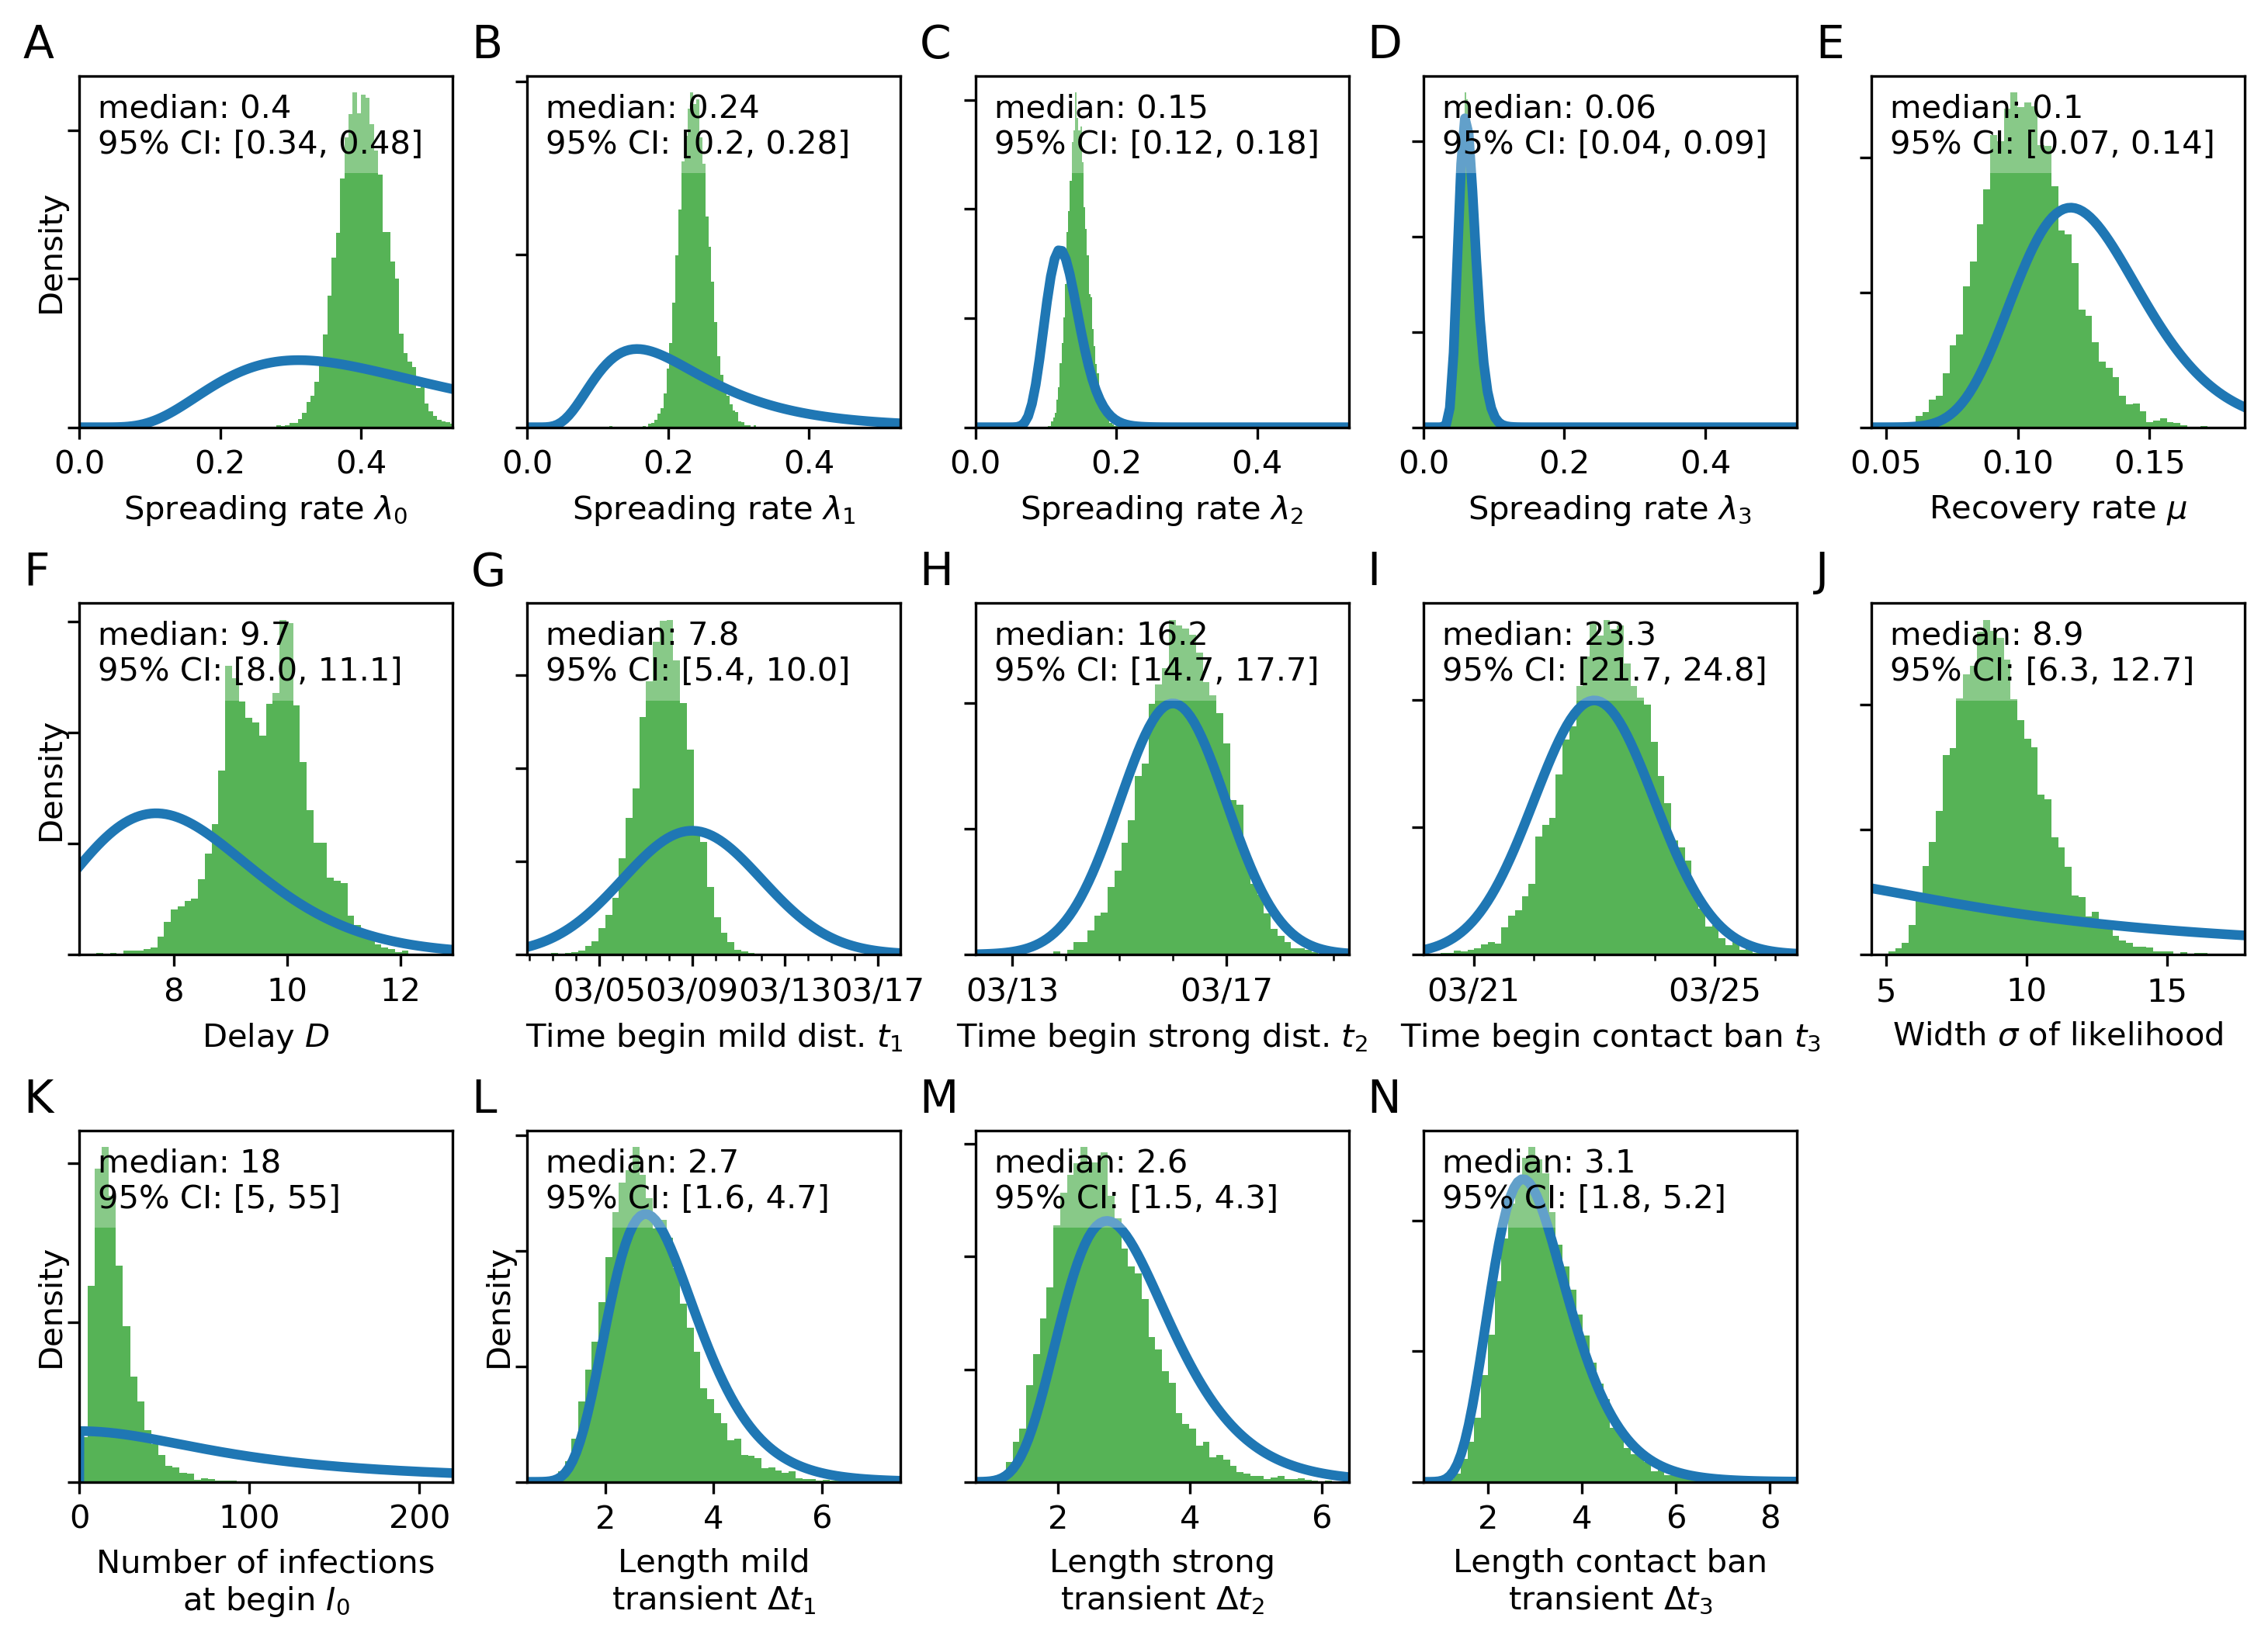 A
B
C
D
E
median: 0.4
95% CI: [0.34, 0.48]
median: 0.24
95% CI: [0.2, 0.28]
median: 0.15
95% CI: [0.12, 0.18]
median: 0.06
95% CI: [0.04, 0.09]
median: 0.1
95% CI: [0.07, 0.14]
Density
0.0 0.2 0.4
0.0 0.2 0.4
0.0 0.2 0.4
0.0 0.2 0.4
0.05 0.10 0.15
Spreading rate λ0
Spreading rate λ1
Spreading rate λ2
Spreading rate λ3
Recovery rate μ
F
G
H
I
J
median: 9.7
95% CI: [8.0, 11.1]
median: 7.8
95% CI: [5.4, 10.0]
median: 16.2
95% CI: [14.7, 17.7]
median: 23.3
95% CI: [21.7, 24.8]
median: 8.9
95% CI: [6.3, 12.7]
Density
8 10 12
03/05 03/09 03/13 03/17
03/13 03/17
03/21 03/25
5 10 15
Delay D
Time begin mild dist. t1
Time begin strong dist. t2
Time begin contact ban t3
Width σ of likelihood
K
L
M
N
median: 18
95% CI: [5, 55]
median: 2.7
95% CI: [1.6, 4.7]
median: 2.6
95% CI: [1.5, 4.3]
median: 3.1
95% CI: [1.8, 5.2]
Density
Density
0 100 200
2 4 6
2 4 6
2 4 6 8
Number of infections
at begin I0
Length mild
transient Δt1
Length strong
transient Δt2
Length contact ban
transient Δt3